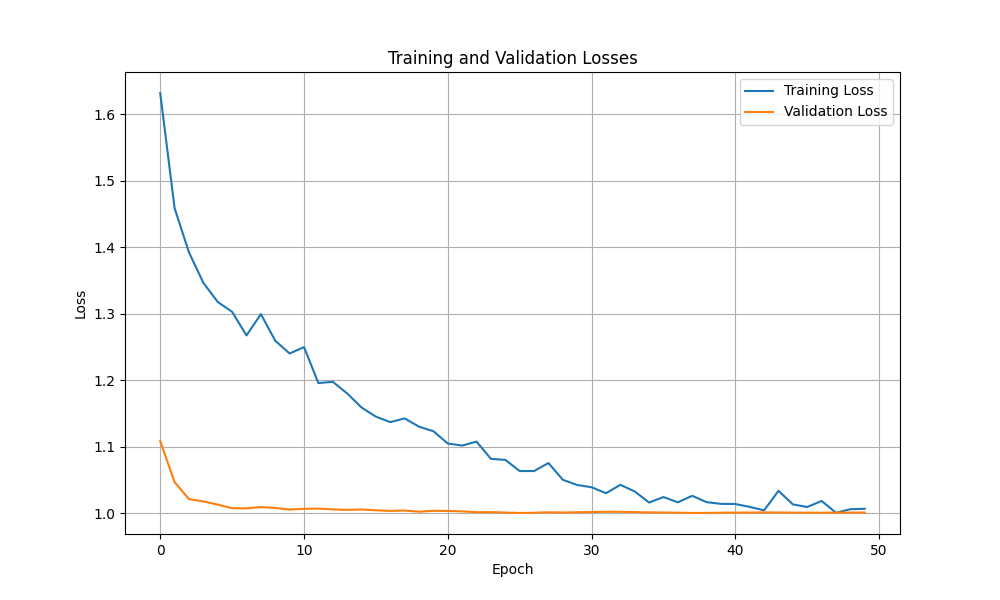 Training and Validation Losses
Training Loss
Validation Loss
Loss
1.6
1.5
1.4
1.3
1.2
1.1
1.0
0 10 20 30 40 50
Epoch